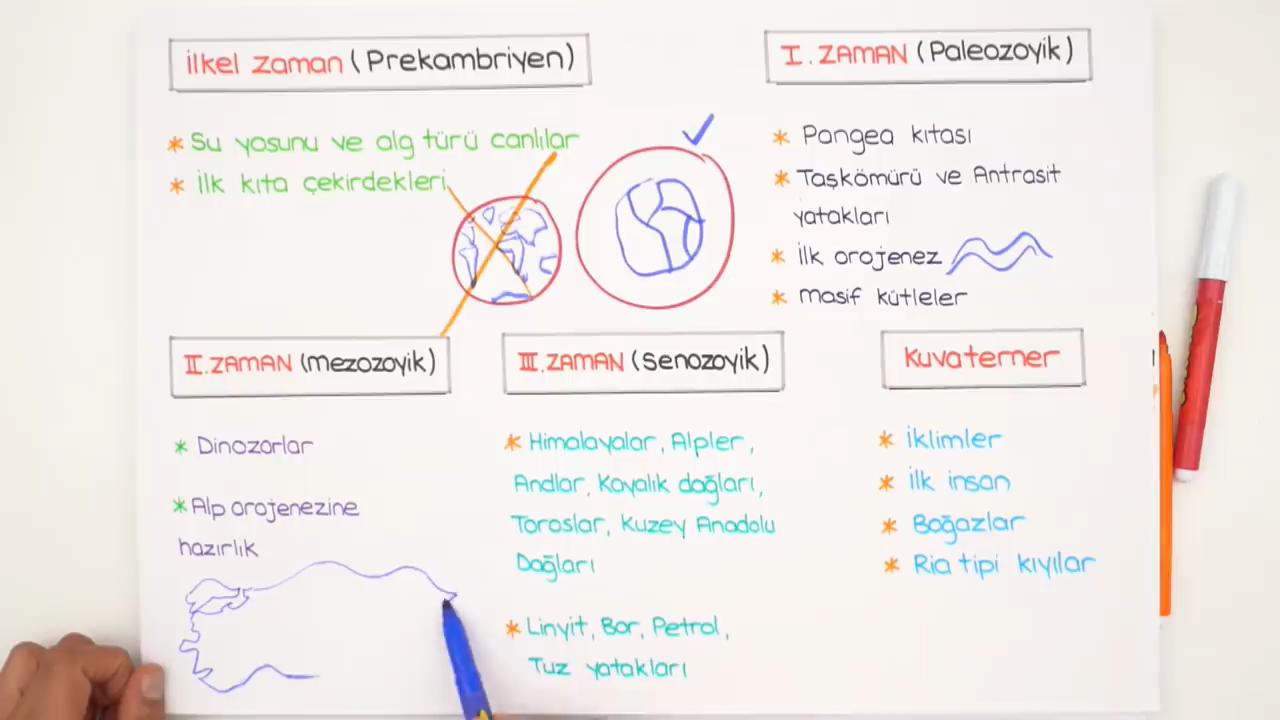 İlkel Zaman (Prekambriyen)
* Su yosunu ve alg türü canlılar
* İlk kıta çekirdekleri
I. ZAMAN (Paleozoyik)
* Pangea kıtası
* Taşkömürü ve Antrasit
yatakları
* İlk orojenez
* Masif kütleler
II. ZAMAN (Mezozoyik)
* Dinozorlar
* Alp orojenezine
hazırlık
III. ZAMAN (Senozoyik)
* Himalayalar, Alpler,
Andlar, Kayalık dağları,
Toroslar, Kuzey Anadolu
Dağları
* Linyit, Bor, Petrol,
Tuz yatakları
Kuvaterner
* İklimler
* İlk insan
* Boğazlar
* Ria tipi kıyılar